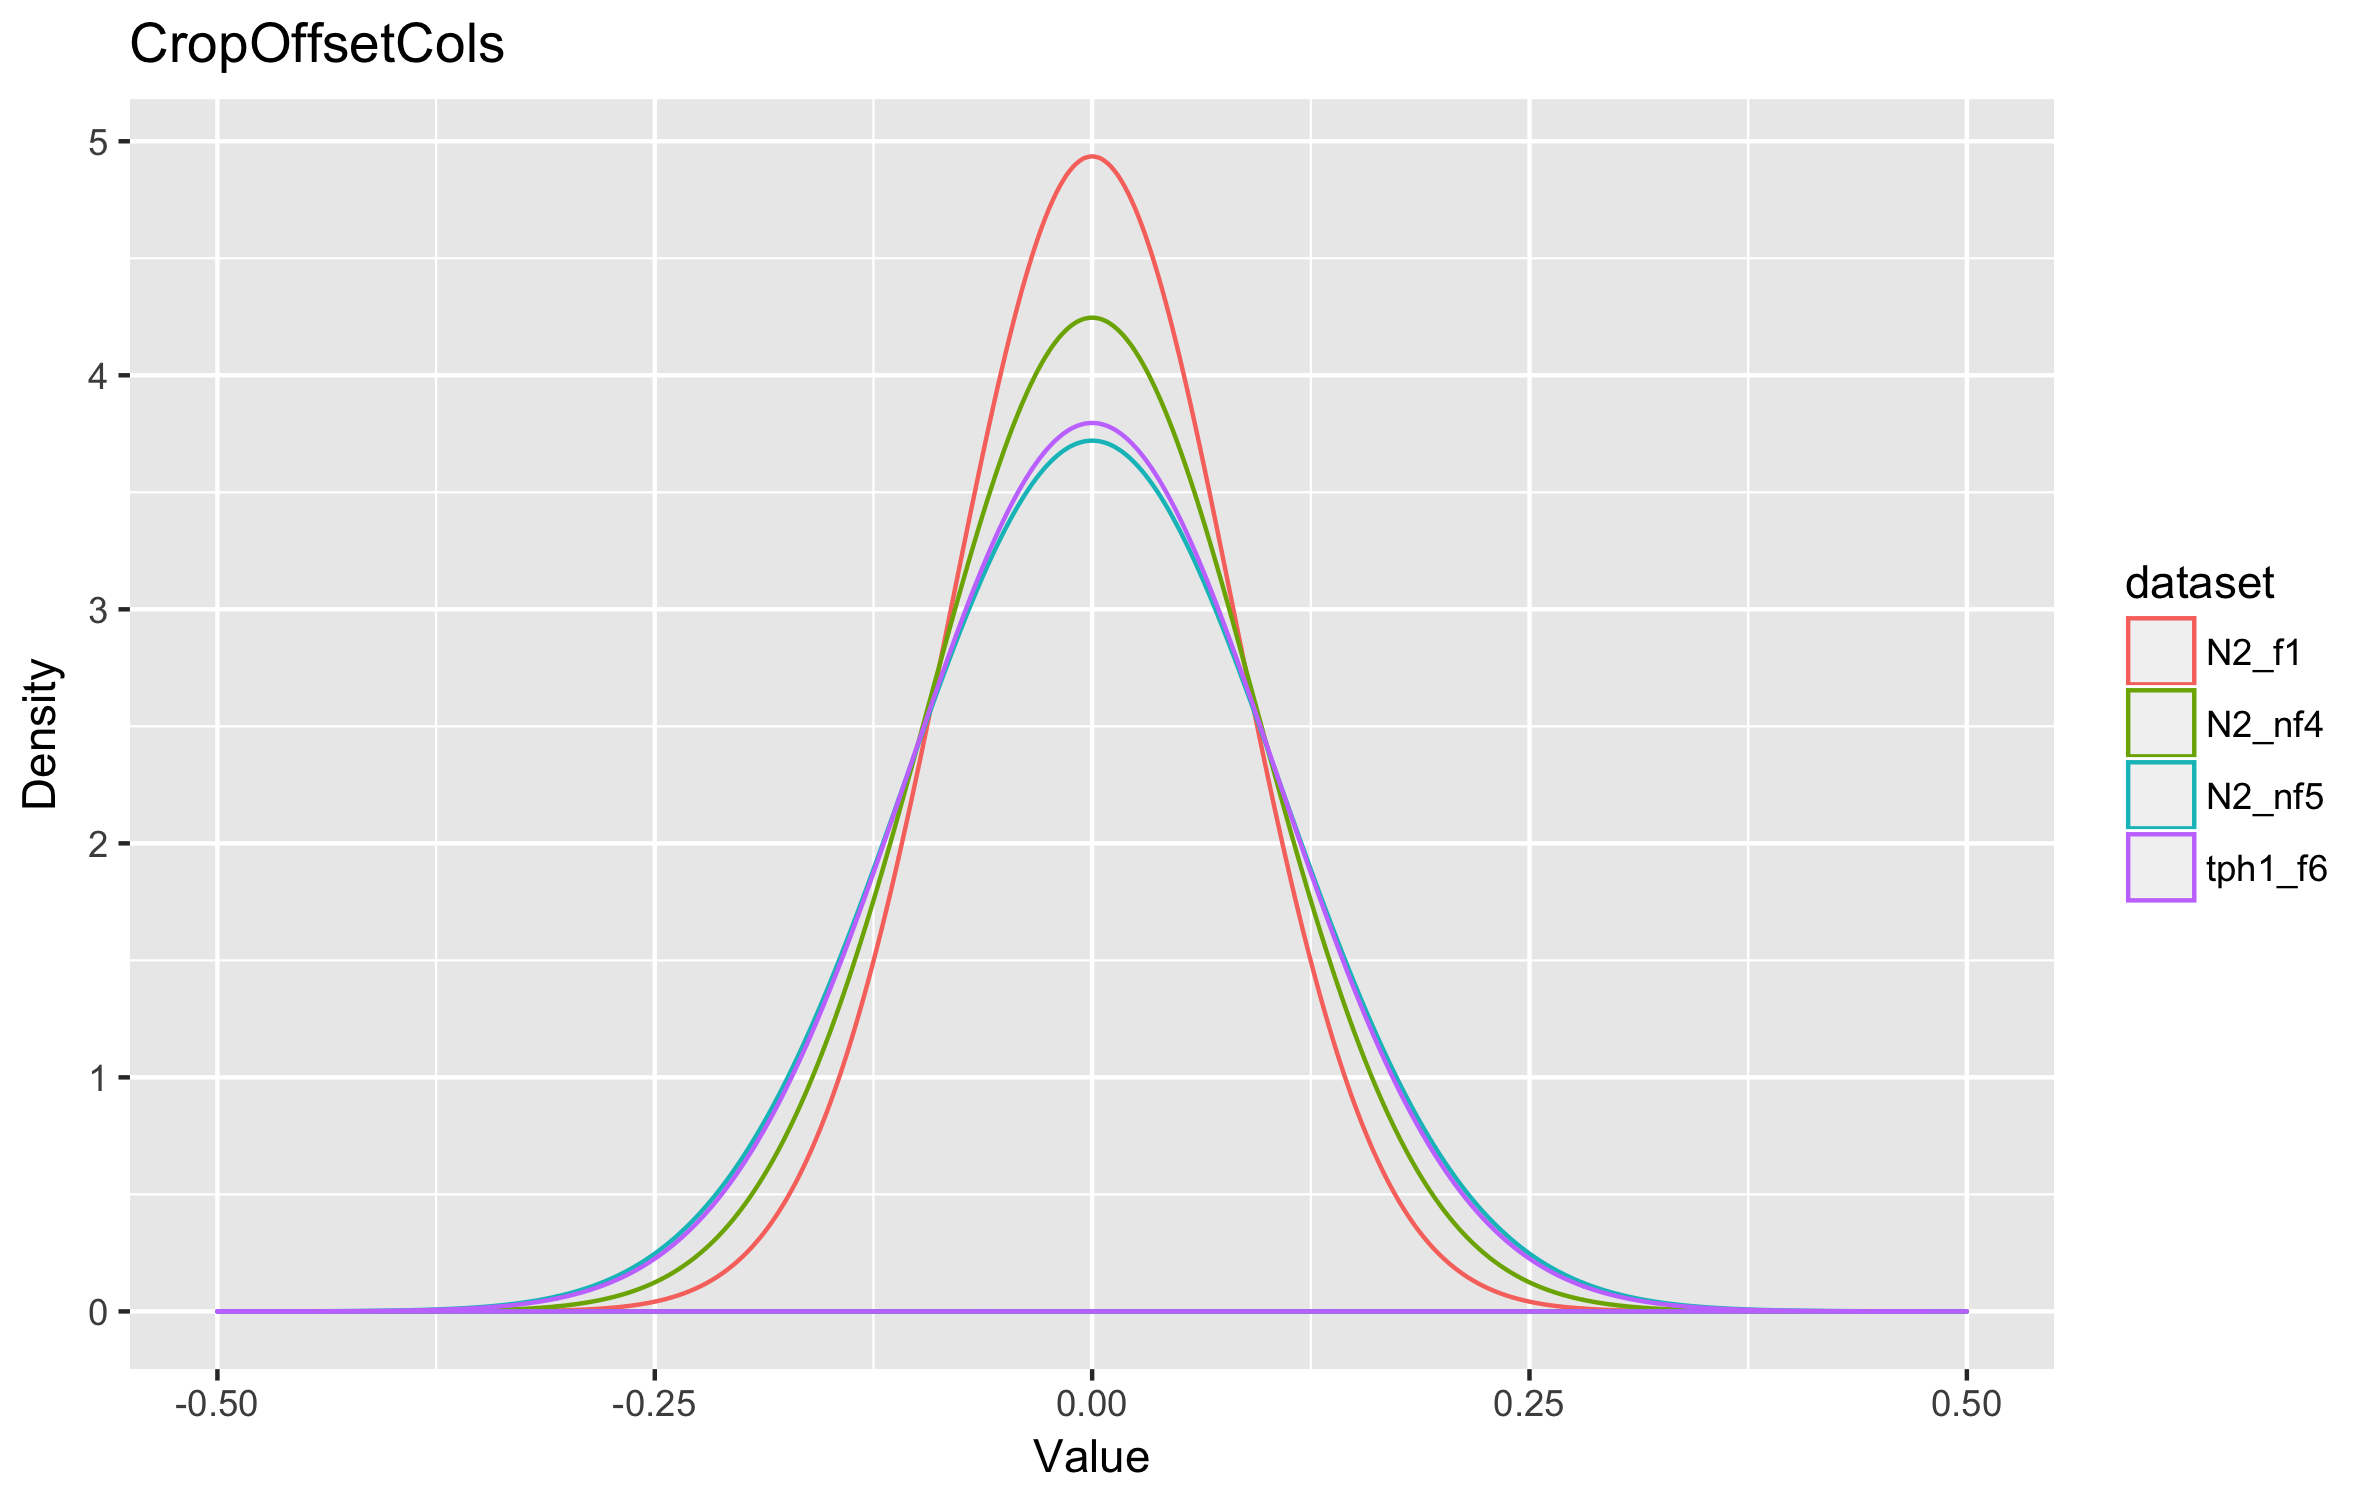 CropOffsetCols
5
4
3
2
1
0
Density
-0.50 -0.25 0.00 0.25 0.50
Value
dataset
N2_f1
N2_nf4
N2_nf5
tph1_f6